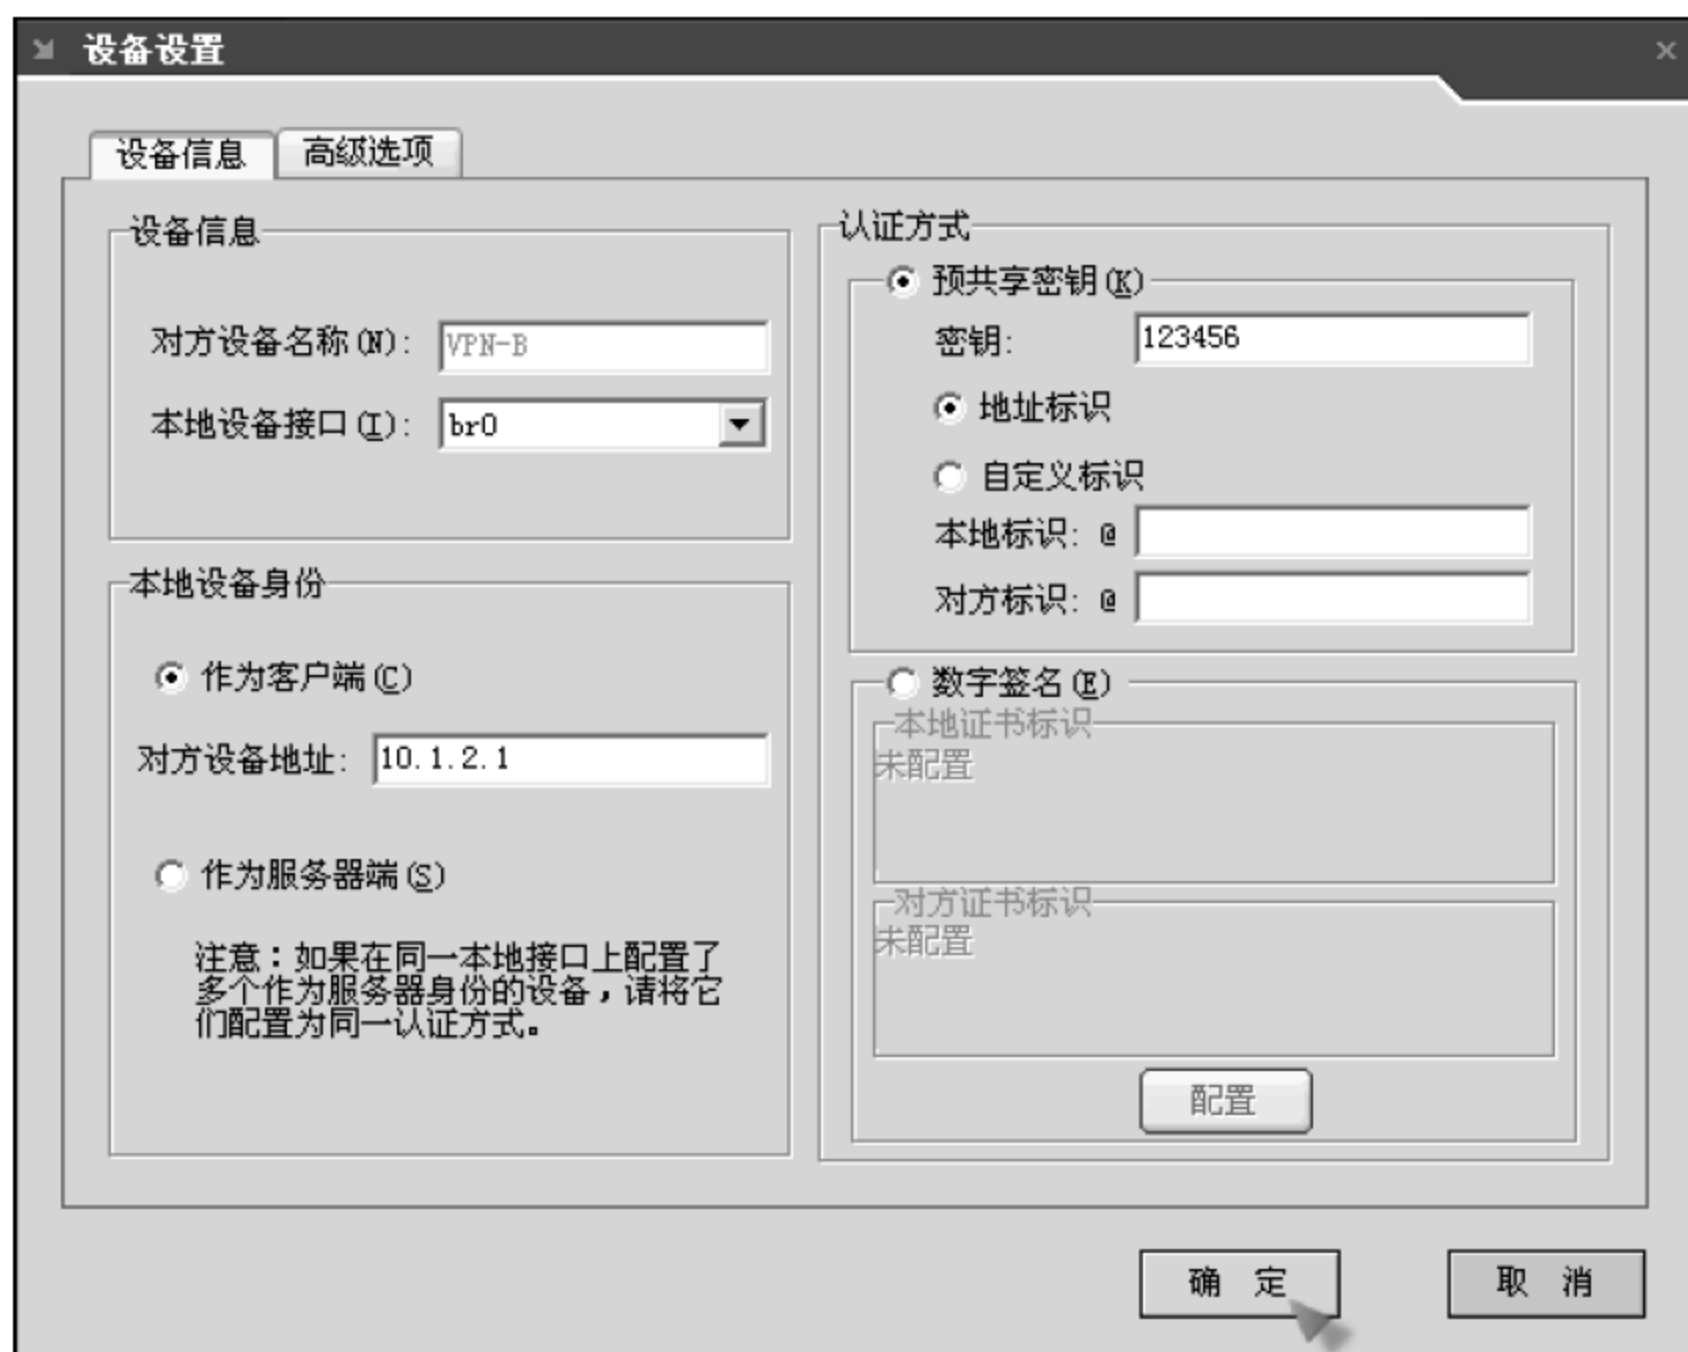 设备设置
设备信息
高级选项
设备信息
对方设备名称(N):
VPN-B
本地设备接口(I):
br0
本地设备身份
作为客户端(C)
对方设备地址:
10.1.2.1
作为服务器端(S)
注意：如果在同一本地接口上配置了
多个作为服务器身份的设备，请将它
们配置为同一认证方式。
认证方式
预共享密钥(K)
密钥:
123456
地址标识
自定义标识
本地标识: @
对方标识: @
数字签名(E)
本地证书标识
未配置
对方证书标识
未配置
配置
确 定
取 消